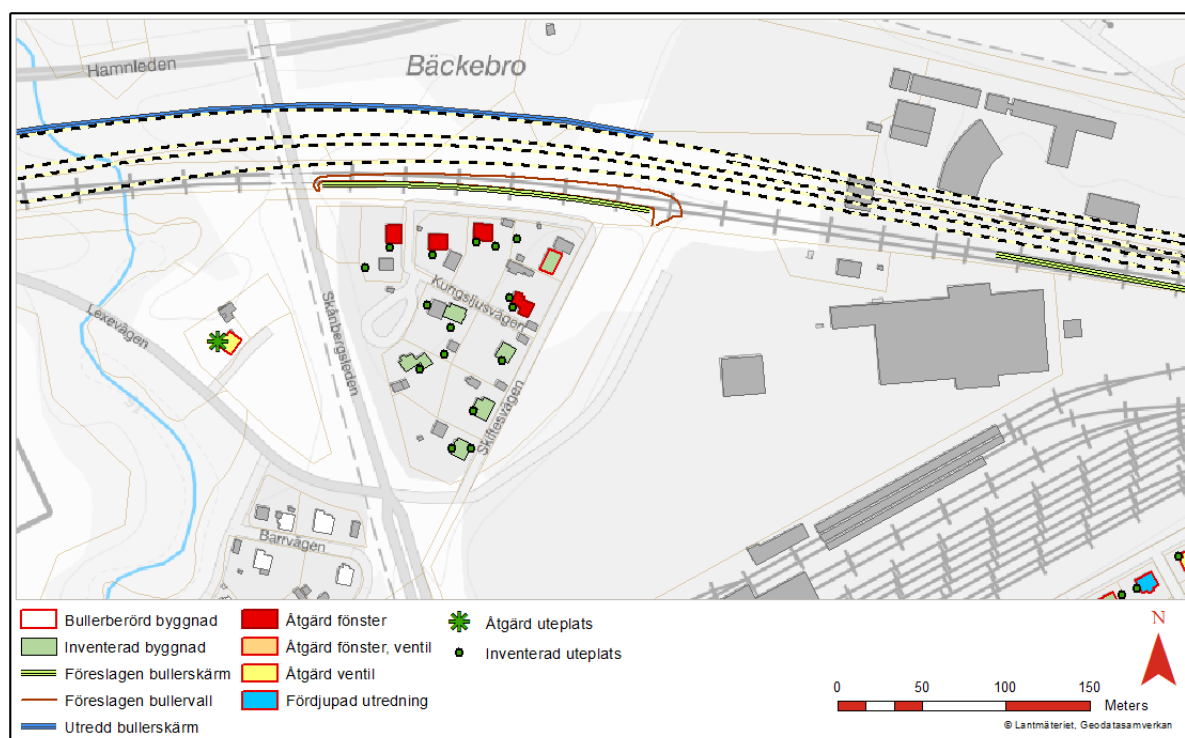 Hamnleden
Bäckebro
Kungsljusvägen
Lexevägen
Skånbergsleden
Skiftesvägen
Barrvägen
Bullerberörd byggnad
Inventerad byggnad
Föreslagen bullerskärm
Föreslagen bullervall
Utredd bullerskärm
Åtgärd fönster
Åtgärd fönster, ventil
Åtgärd ventil
Fördjupad utredning
Åtgärd uteplats
Inventerad uteplats
N
0 50 100 150
Meters
© Lantmäteriet, Geodatasamverkan